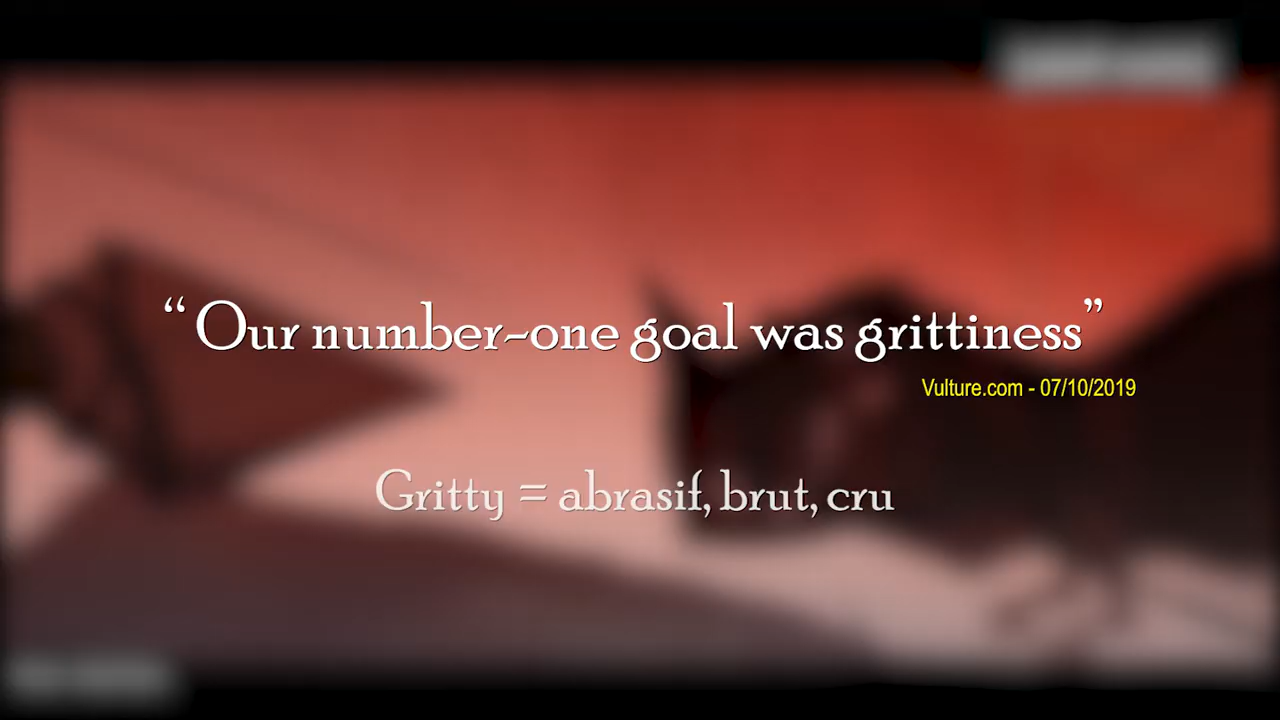 “Our number-one goal was grittiness”
Vulture.com - 07/10/2019
Gritty = abrasif, brut, cru